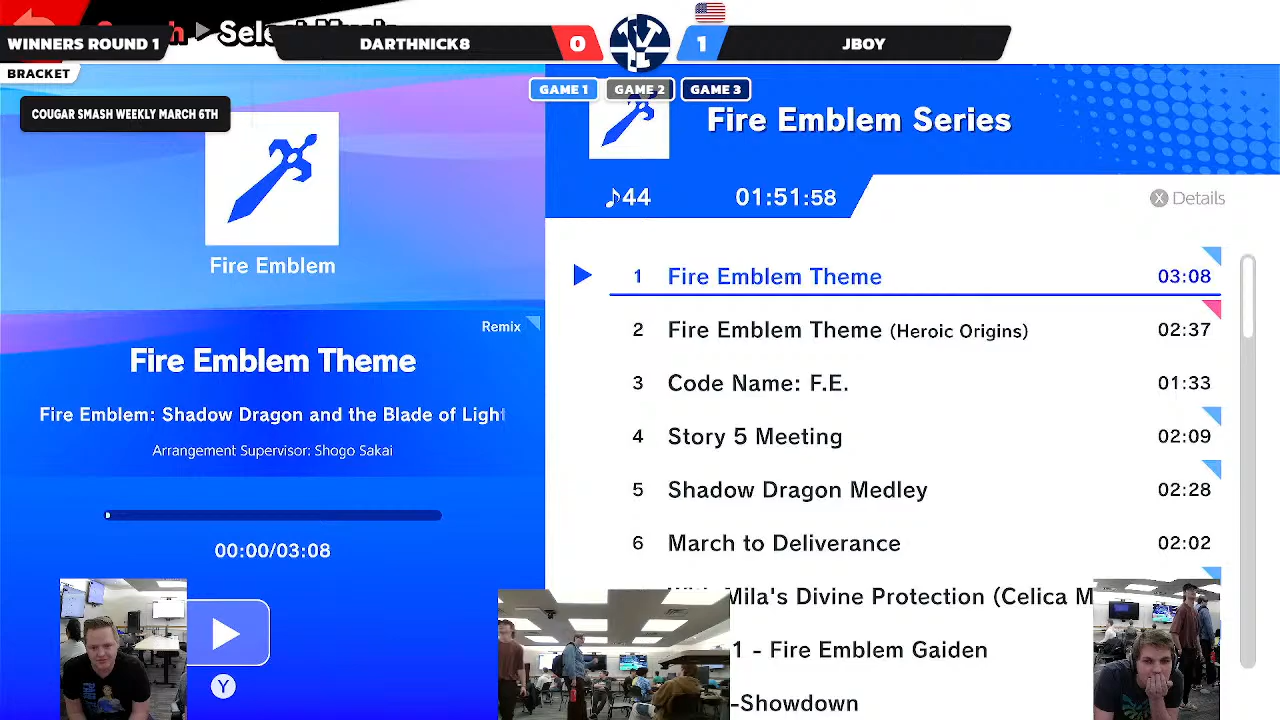 WINNERS ROUND 1
DARTHNICK8
0
1
JBOY
BRACKET
COUGAR SMASH WEEKLY MARCH 6TH
GAME 1
GAME 2
GAME 3
Fire Emblem
Remix
Fire Emblem Theme
Fire Emblem: Shadow Dragon and the Blade of Light
Arrangement Supervisor: Shogo Sakai
00:00/03:08
Y
Fire Emblem Series
♪44 01:51:58
X Details
1 Fire Emblem Theme 03:08
2 Fire Emblem Theme (Heroic Origins) 02:37
3 Code Name: F.E. 01:33
4 Story 5 Meeting 02:09
5 Shadow Dragon Medley 02:28
6 March to Deliverance 02:02
Mila's Divine Protection (Celica M
1 - Fire Emblem Gaiden
-Showdown